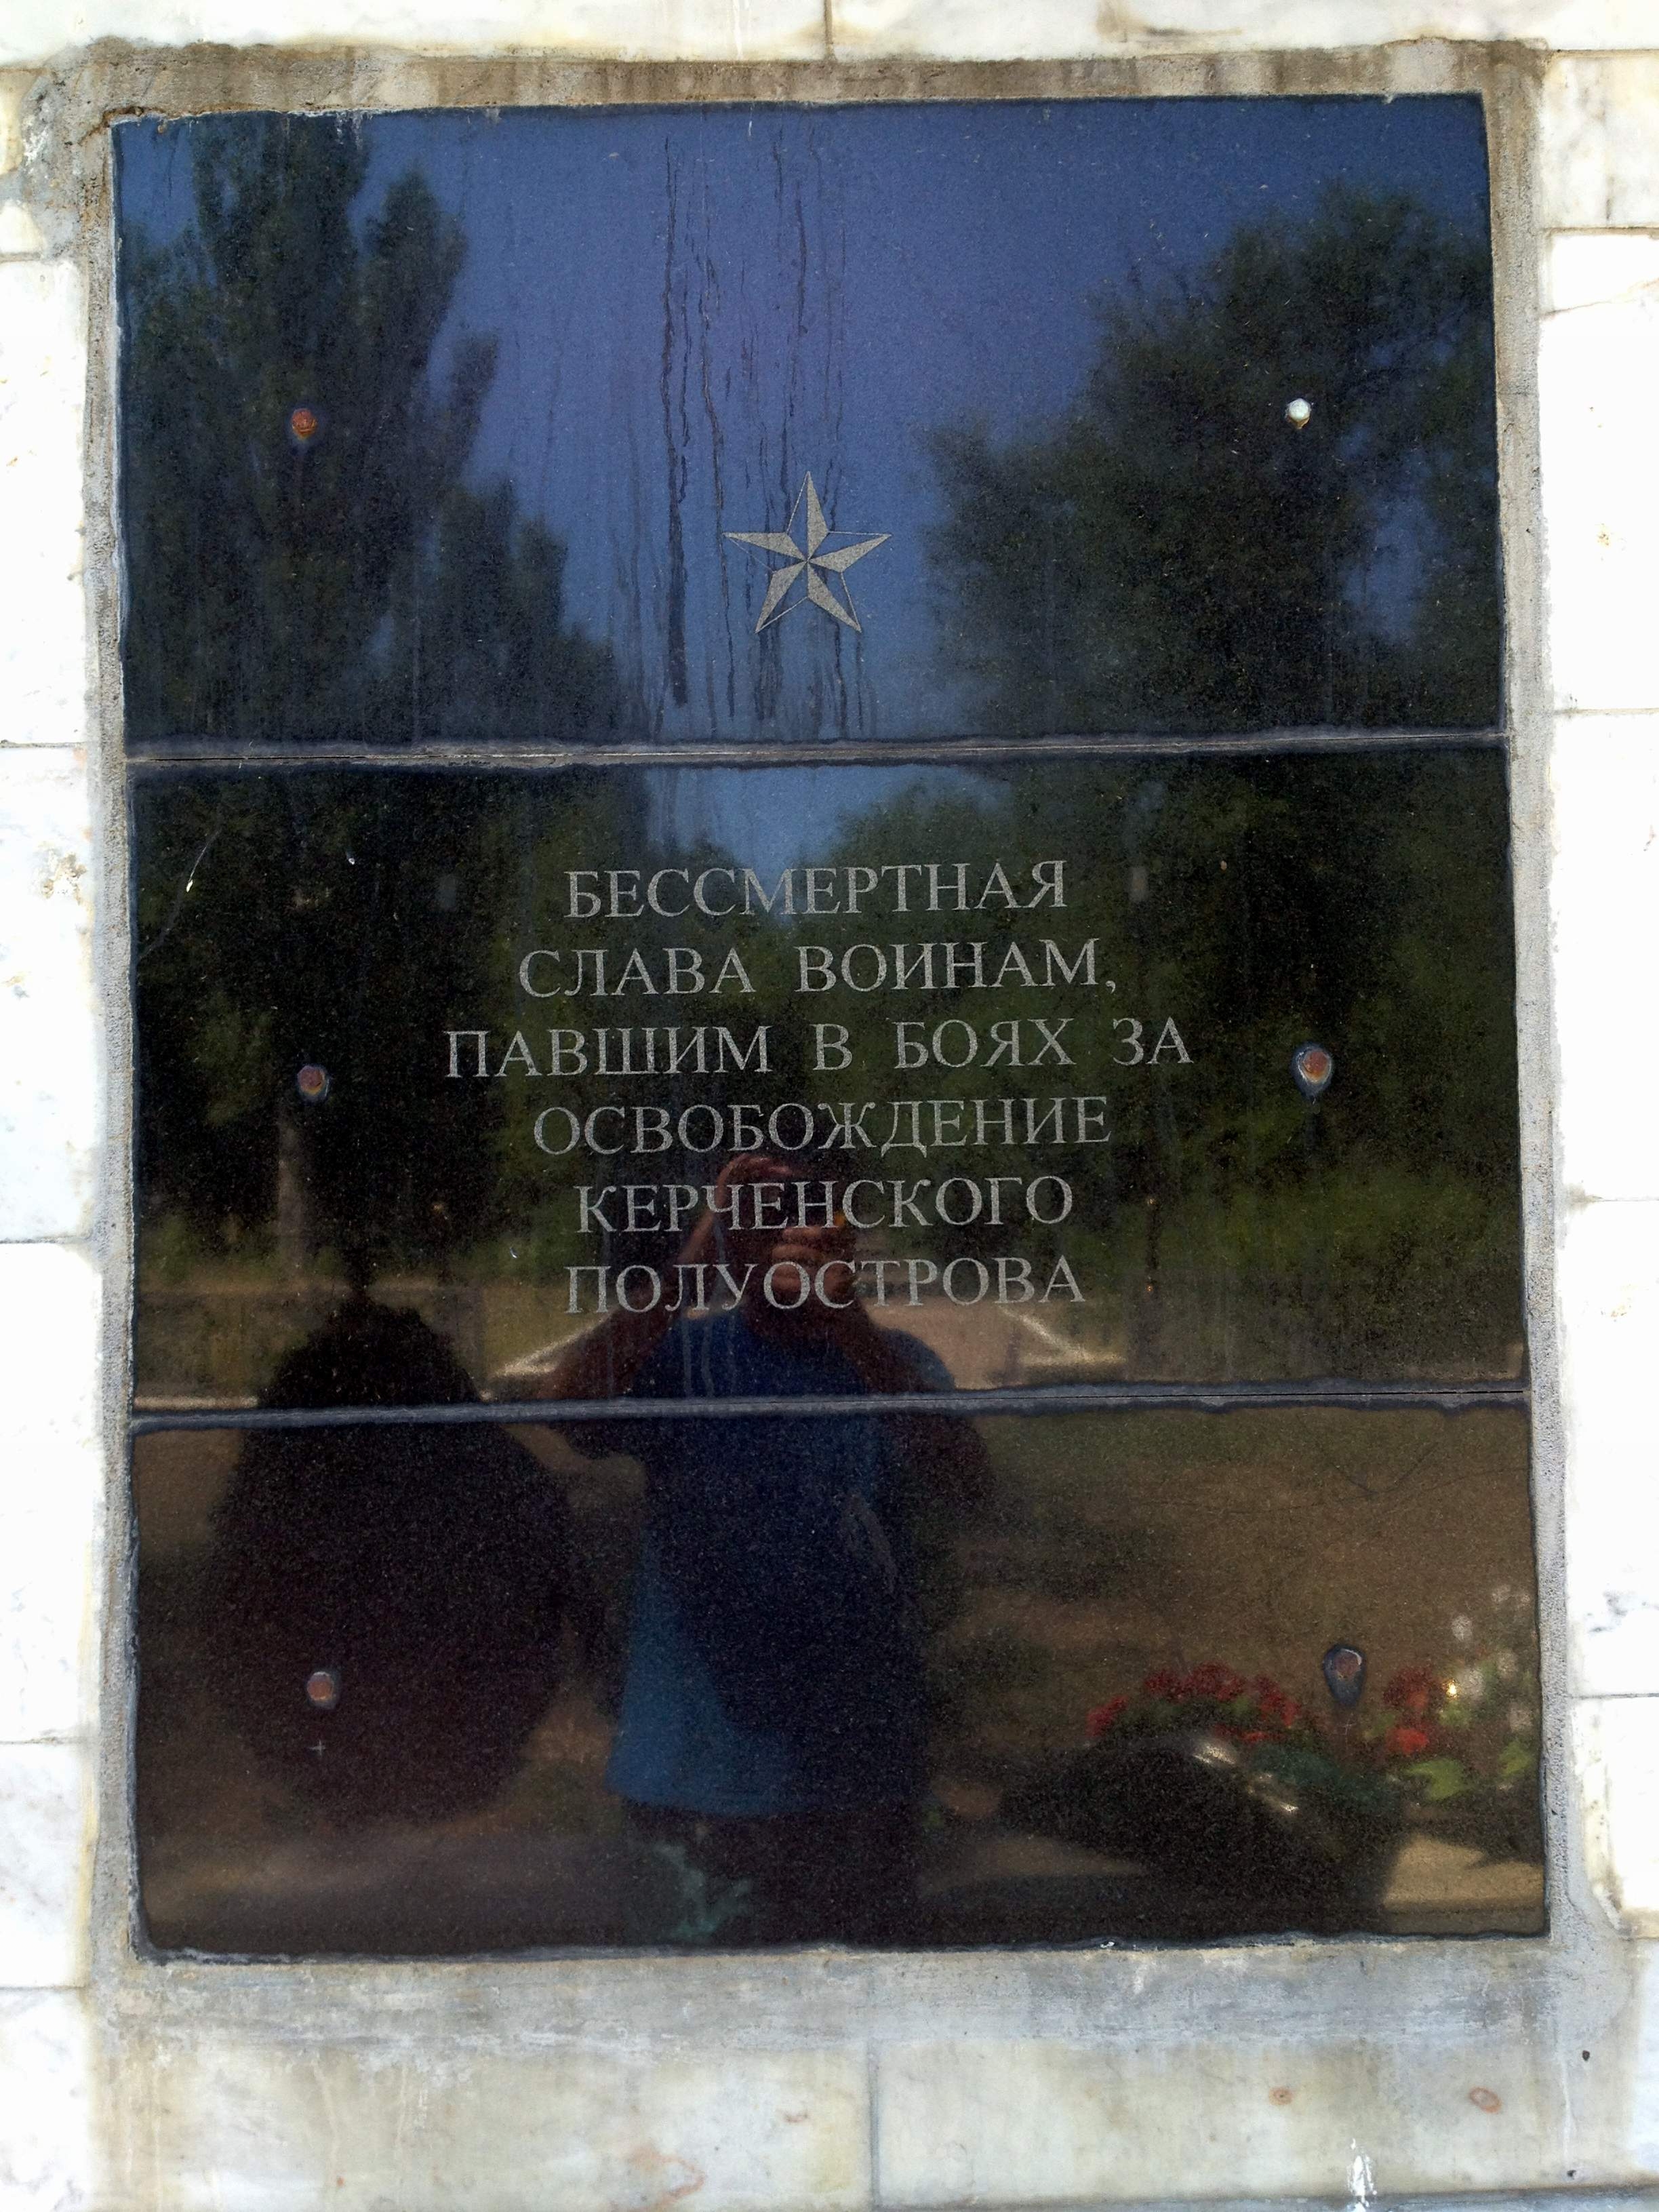 БЕССМЕРТНАЯ
СЛАВА ВОИНАМ,
ПАВШИМ В БОЯХ ЗА
ОСВОБОЖДЕНИЕ
КЕРЧЕНСКОГО
ПОЛУОСТРОВА